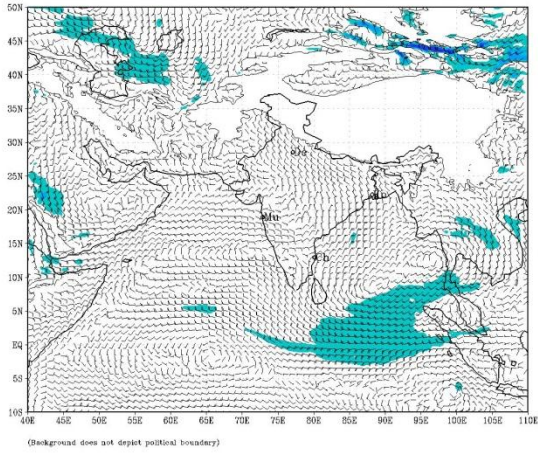 50N
45N
40N
35N
30N
25N
20N
Mu
15N
Ch
10N
5N
EQ
5S
10S
40E 45E 50E 55E 60E 65E 70E 75E 80E 85E 90E 95E 100E 105E 110E
(Background does not depict political boundary)